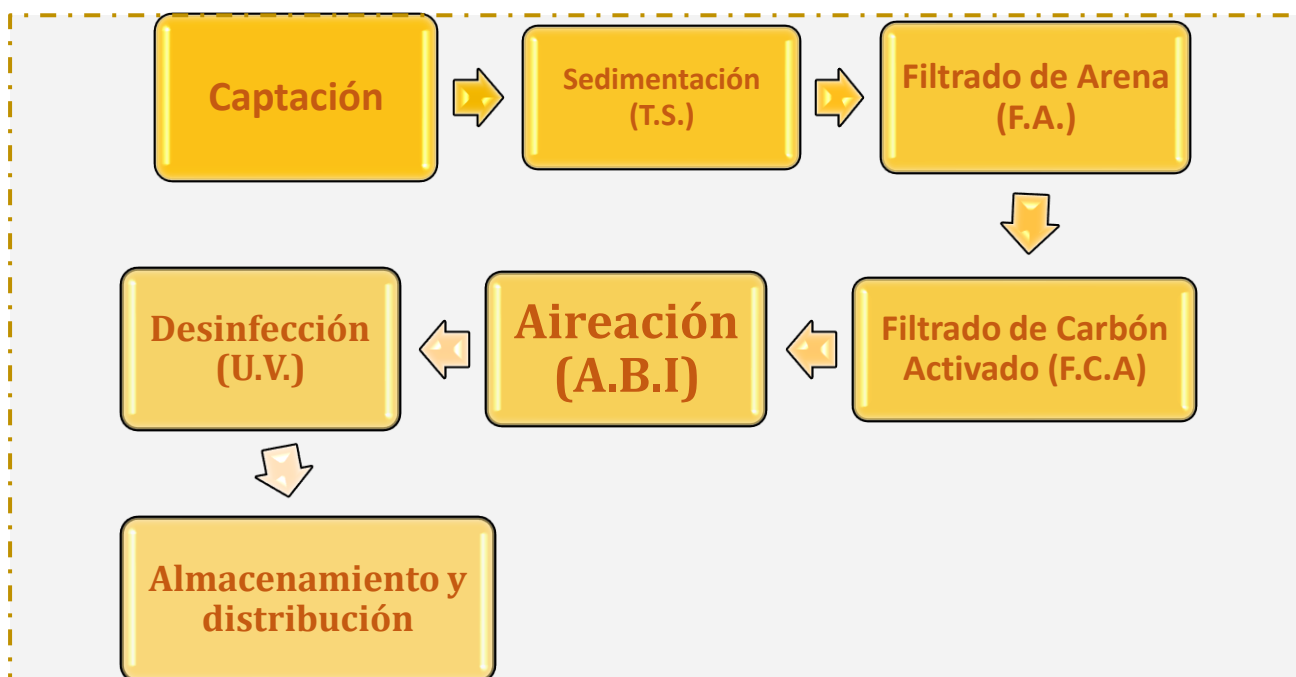 Captación
Sedimentación
(T.S.)
Filtrado de Arena
(F.A.)
Filtrado de Carbón
Activado (F.C.A)
Aireación
(A.B.I)
Desinfección
(U.V.)
Almacenamiento y
distribución